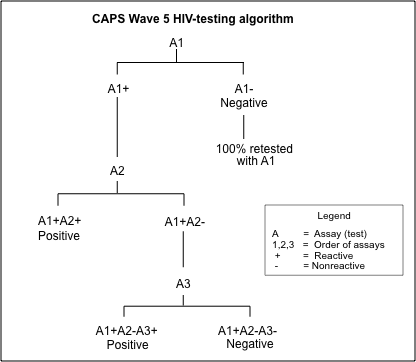 CAPS Wave 5 HIV-testing algorithm
A1
A1+
A1-
Negative
100% retested
with A1
A2
A1+A2+
Positive
A1+A2-
Legend
A = Assay (test)
1,2,3 = Order of assays
+ = Reactive
- = Nonreactive
A3
A1+A2-A3+
Positive
A1+A2-A3-
Negative